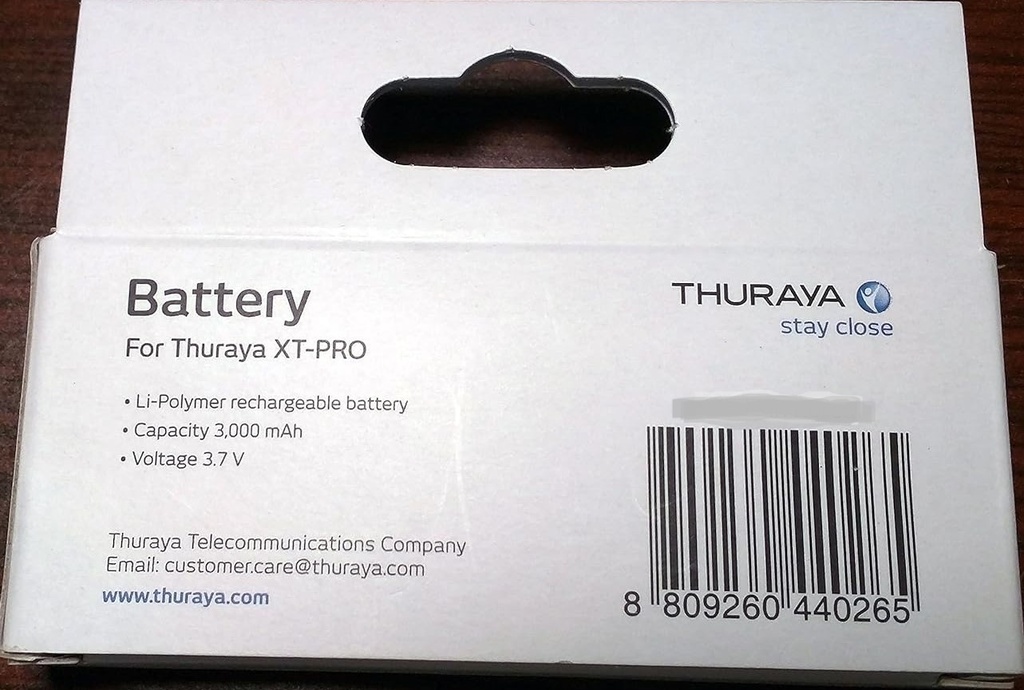 Battery
For Thuraya XT-PRO
• Li-Polymer rechargeable battery
• Capacity 3,000 mAh
• Voltage 3.7 V
Thuraya Telecommunications Company
Email: customer.care@thuraya.com
www.thuraya.com
THURAYA
stay close
8 809260 440265